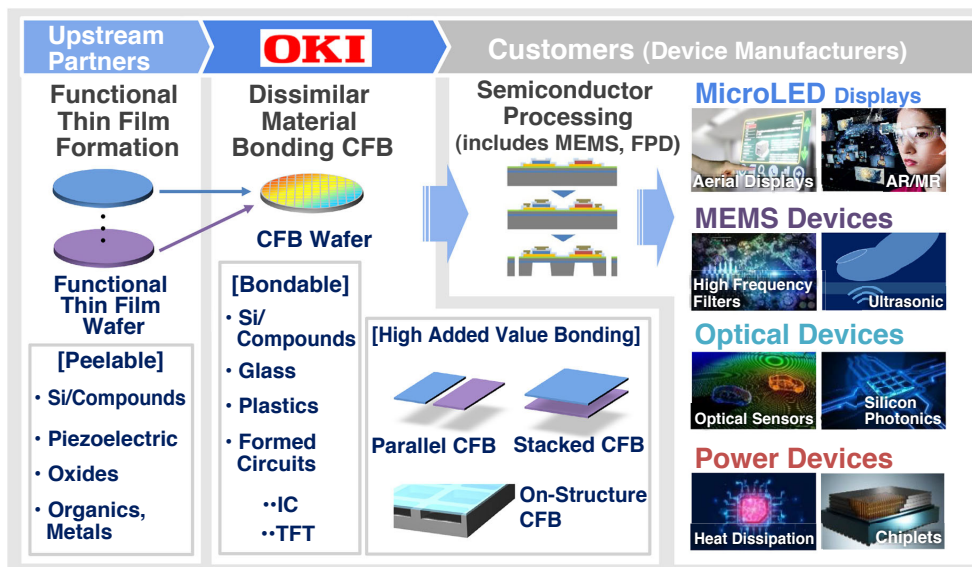 Upstream
Partners
OKI
Customers (Device Manufacturers)
Functional
Thin Film
Formation
Functional
Thin Film
Wafer
[Peelable]
・Si/Compounds
・Piezoelectric
・Oxides
・Organics,
Metals
Dissimilar
Material
Bonding CFB
CFB Wafer
[Bondable]
・Si/
Compounds
・Glass
・Plastics
・Formed
Circuits
••IC
••TFT
[High Added Value Bonding]
Parallel CFB
Stacked CFB
On-Structure
CFB
Semiconductor
Processing
(includes MEMS, FPD)
MicroLED Displays
Aerial Displays
AR/MR
MEMS Devices
High Frequency
Filters
Ultrasonic
Optical Devices
Optical Sensors
Silicon
Photonics
Power Devices
Heat Dissipation
Chiplets